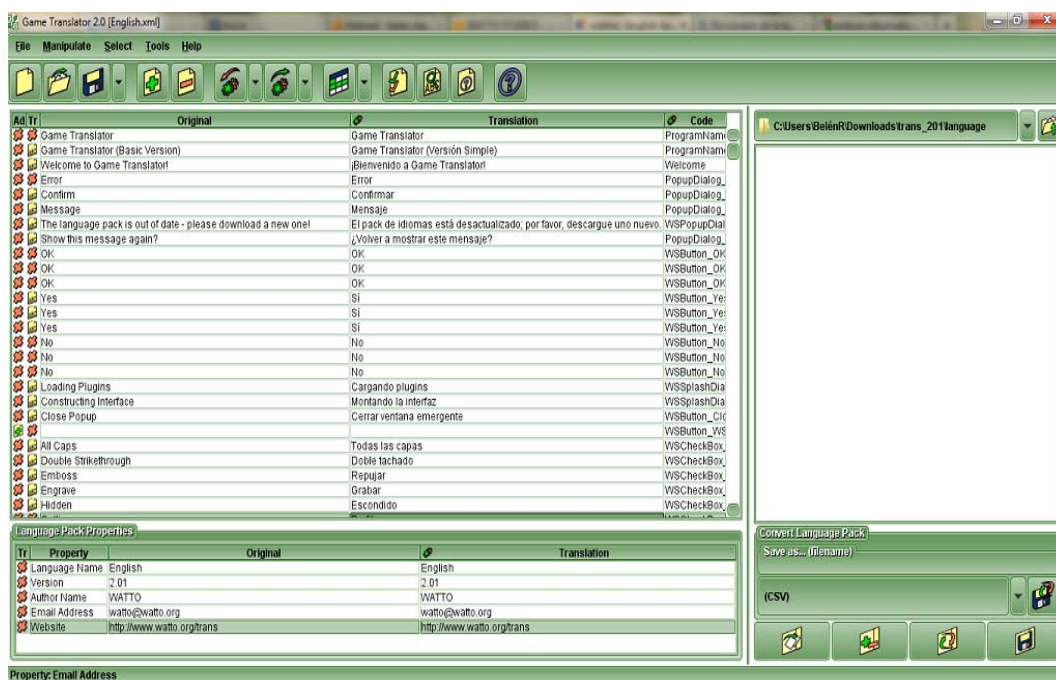 Game Translator 2.0 [English.xml]
File Manipulate Select Tools Help
Ad Tr Original Translation Code
Game Translator Game Translator ProgramName
Game Translator (Basic Version) Game Translator (Versión Simple) ProgramName
Welcome to Game Translator! ¡Bienvenido a Game Translator! Welcome
Error Error PopupDialog_
Confirm Confirmar PopupDialog_
Message Mensaje PopupDialog_
The language pack is out of date - please download a new one! El pack de idiomas está desactualizado; por favor, descargue uno nuevo. WSPopupDial
Show this message again? ¿Volver a mostrar este mensaje? PopupDialog_
OK OK WSButton_OK
OK OK WSButton_OK
OK OK WSButton_OK
Yes Sí WSButton_Yes
Yes Sí WSButton_Yes
Yes Sí WSButton_Yes
No No WSButton_No
No No WSButton_No
No No WSButton_No
Loading Plugins Cargando plugins WSSplashDia
Constructing Interface Montando la interfaz WSSplashDia
Close Popup Cerrar ventana emergente WSButton_Clo
WSButton_WS
All Caps Todas las capas WSCheckBox_
Double Strikethrough Doble tachado WSCheckBox_
Emboss Repujar WSCheckBox_
Engrave Grabar WSCheckBox_
Hidden Escondido WSCheckBox_
Language Pack Properties
Tr Property Original Translation
Language Name English English
Version 2.01 2.01
Author Name WATTO WATTO
Email Address watto@watto.org watto@watto.org
Website http://www.watto.org/trans http://www.watto.org/trans
Property: Email Address
C:\Users\BelénR\Downloads\trans_201\language
Convert Language Pack
Save as... (filename)
(CSV)